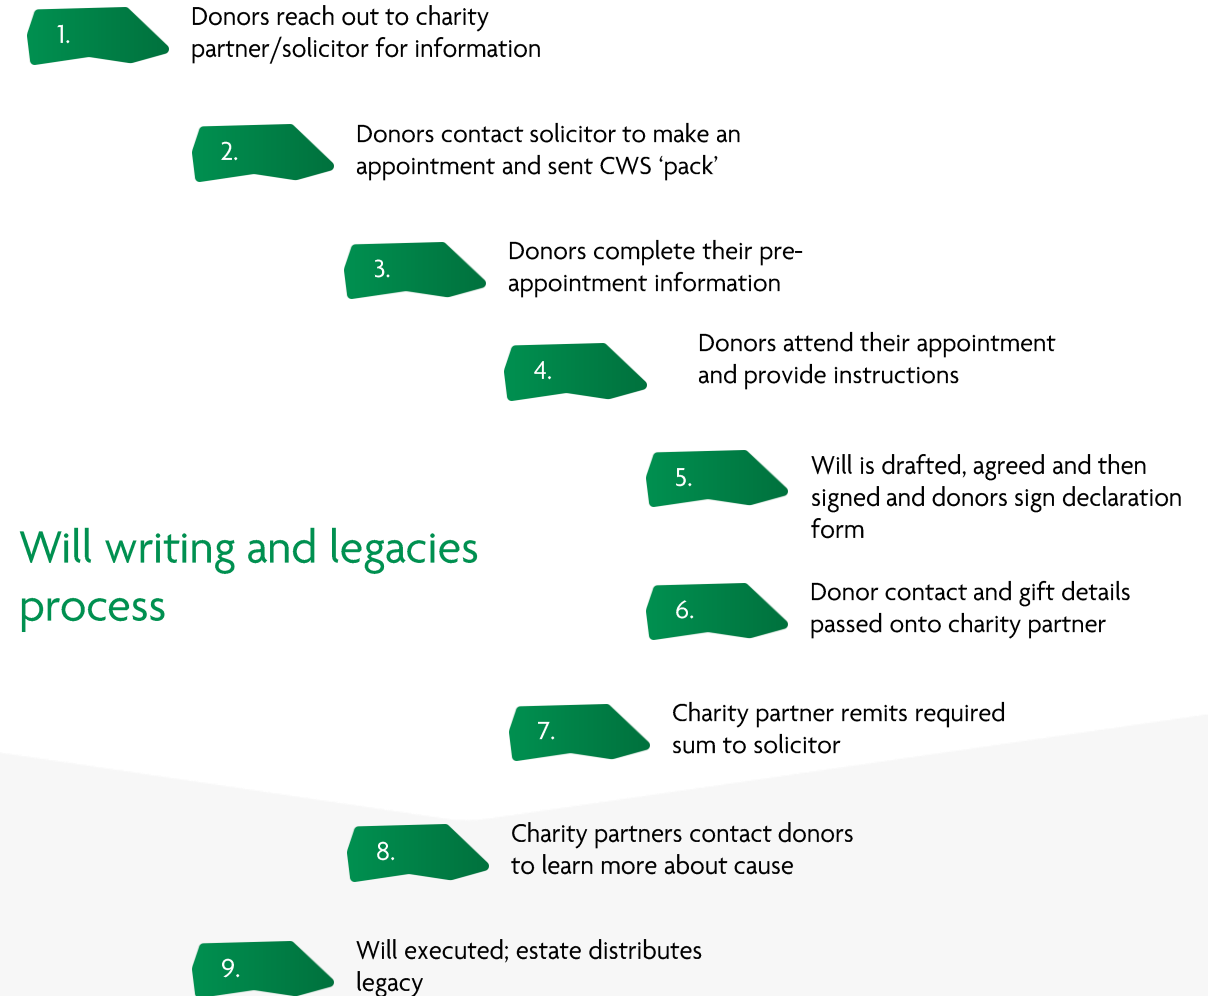 1.
Donors reach out to charity
partner/solicitor for information
2.
Donors contact solicitor to make an
appointment and sent CWS ‘pack’
3.
Donors complete their pre-
appointment information
4.
Donors attend their appointment
and provide instructions
5.
Will is drafted, agreed and then
signed and donors sign declaration
form
Will writing and legacies
process
6.
Donor contact and gift details
passed onto charity partner
7.
Charity partner remits required
sum to solicitor
8.
Charity partners contact donors
to learn more about cause
9.
Will executed; estate distributes
legacy